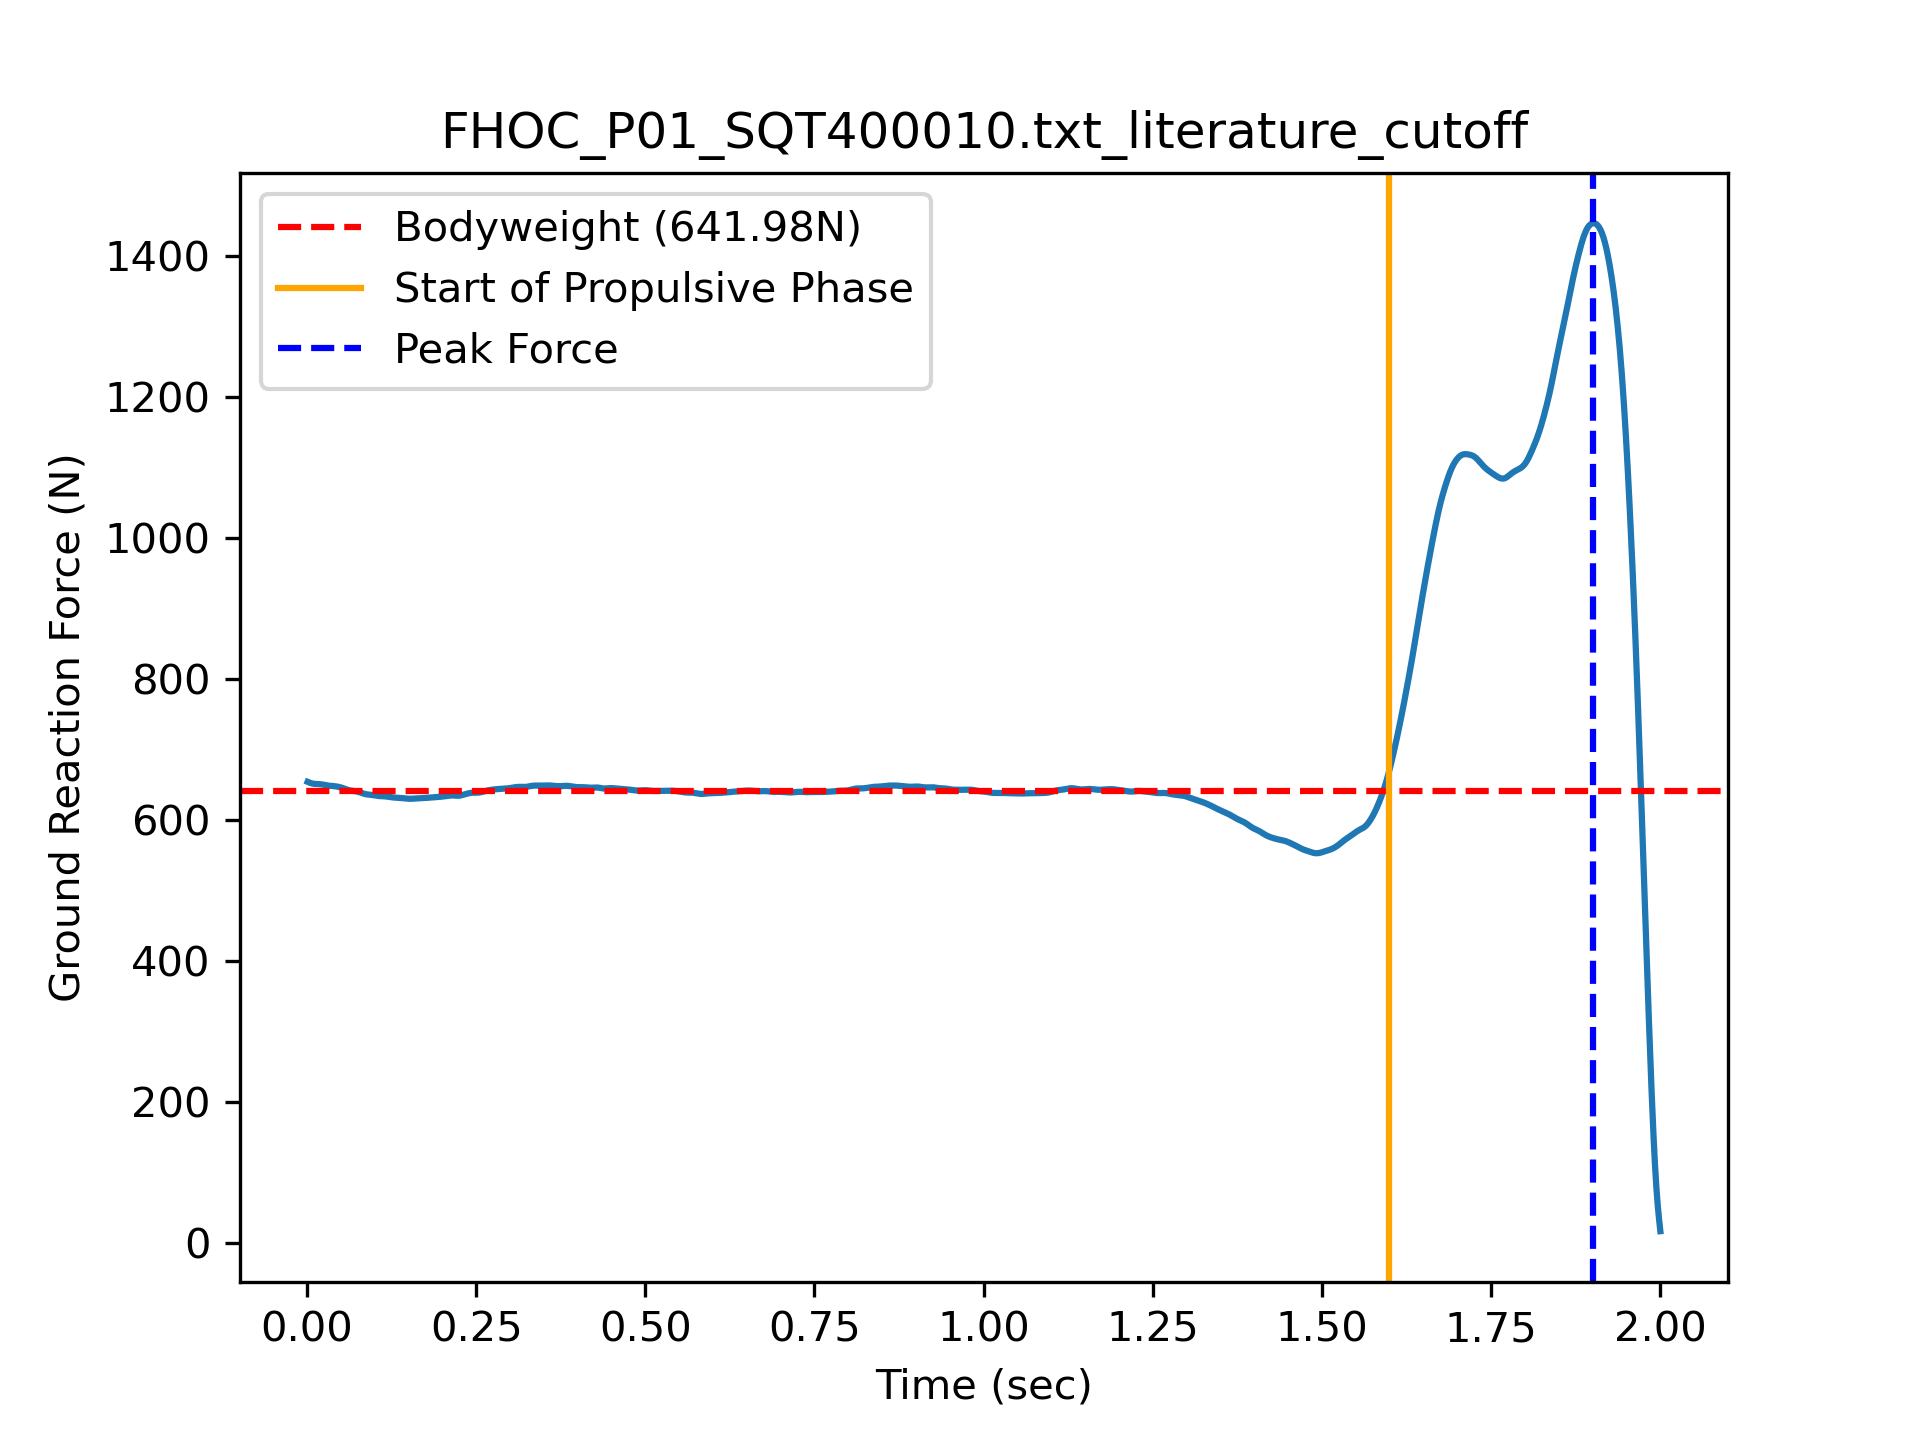 FHOC_P01_SQT400010.txt_literature_cutoff
Bodyweight (641.98N)
Start of Propulsive Phase
Peak Force
1400
1200
1000
800
600
400
200
0
Ground Reaction Force (N)
0.00 0.25 0.50 0.75 1.00 1.25 1.50 1.75 2.00
Time (sec)